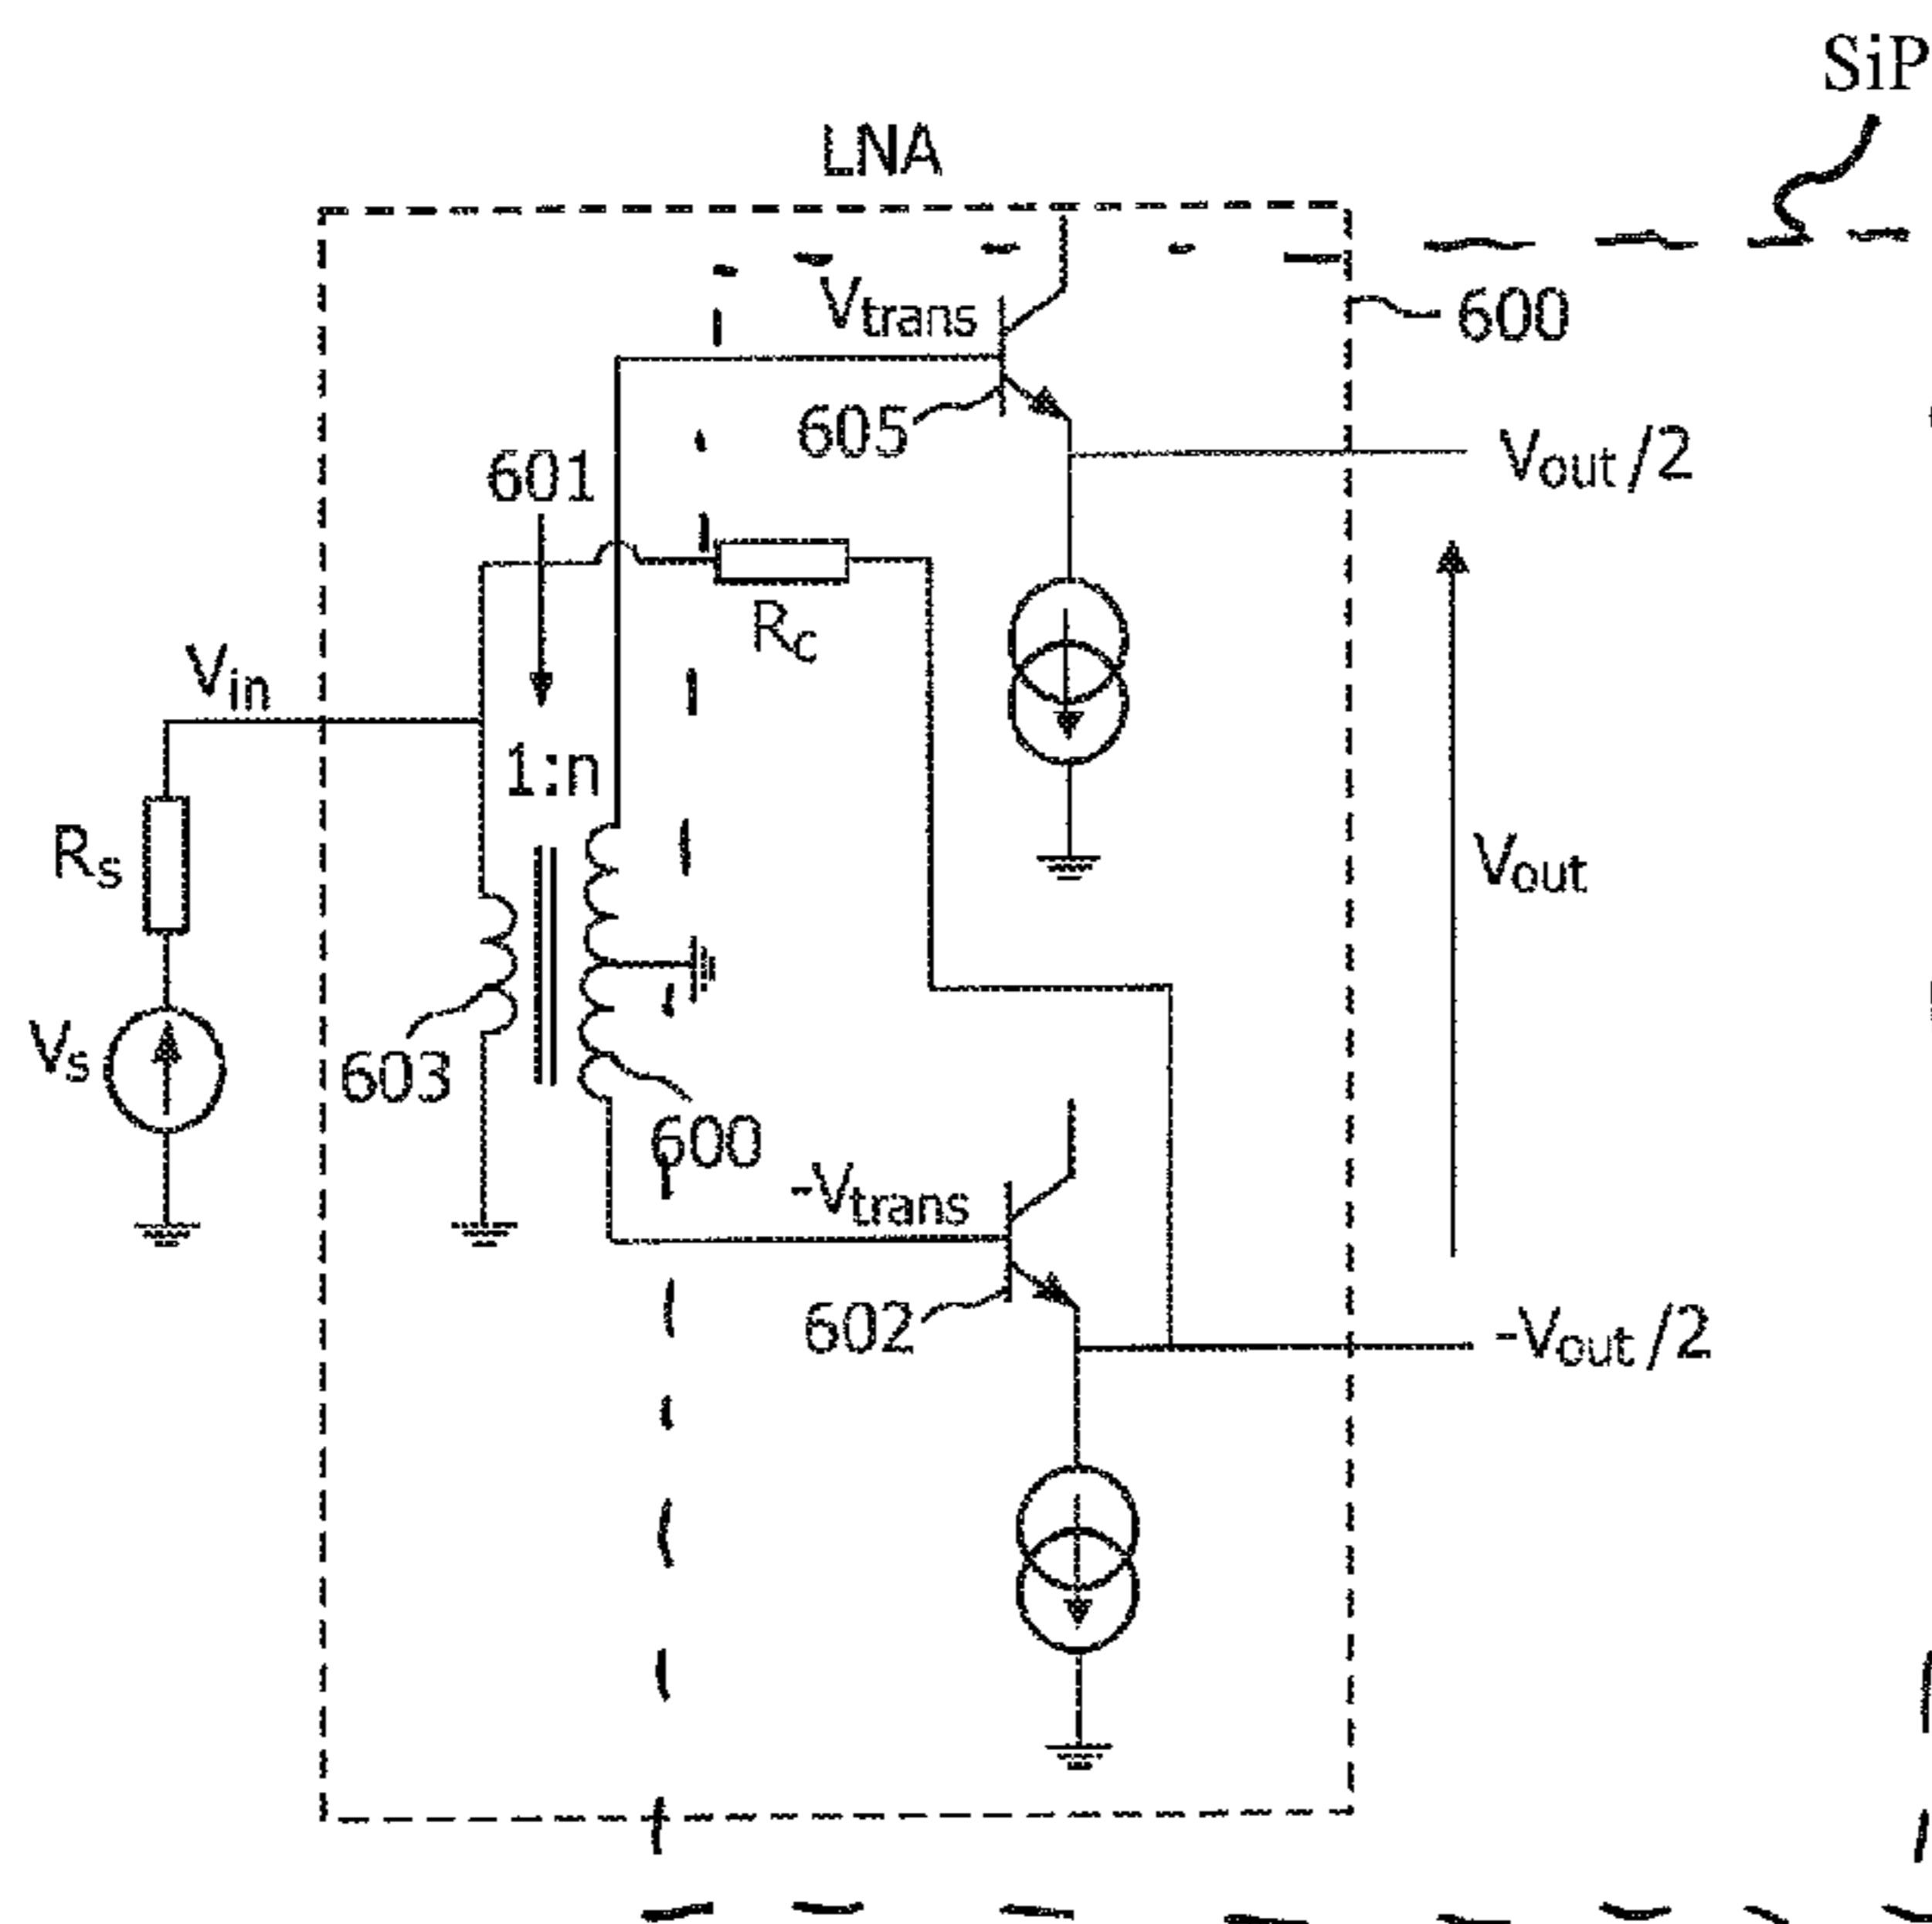 SiP
LNA
Vtrans
600
605
Vout/2
601
Rc
Vin
1:n
Rs
Vout
Vs
603
600
-Vtrans
602
-Vout/2